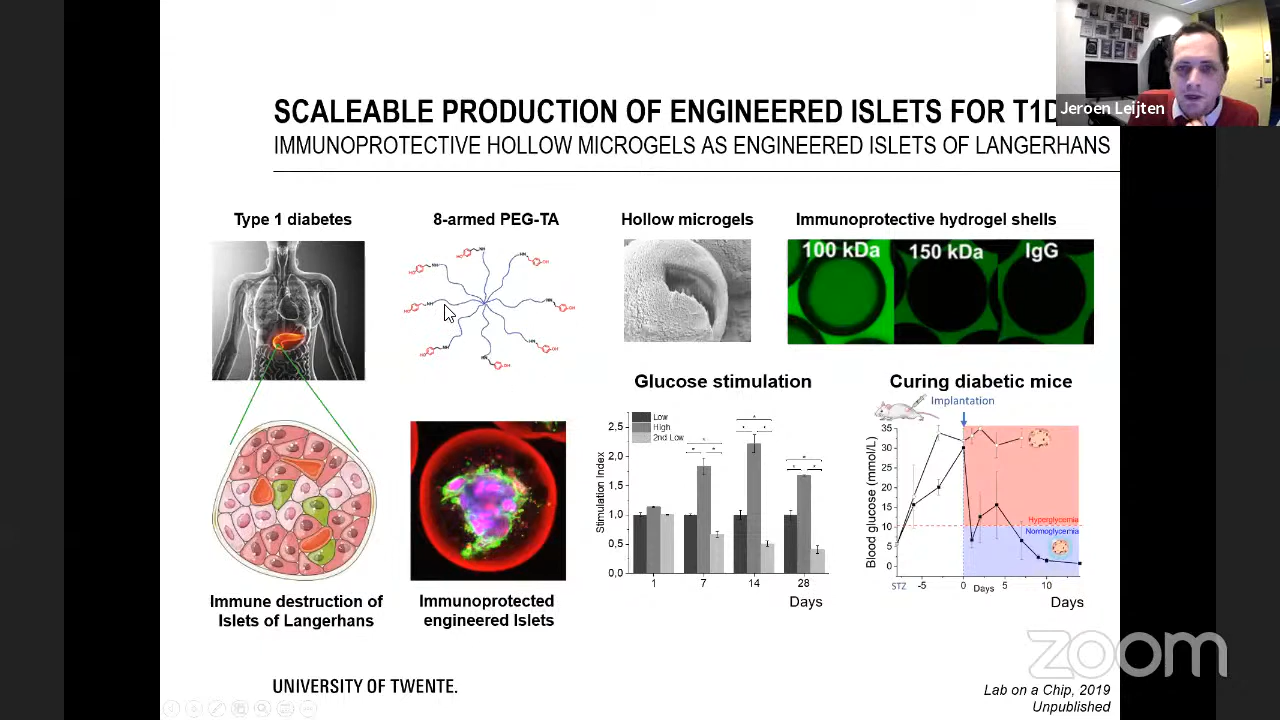 SCALEABLE PRODUCTION OF ENGINEERED ISLETS FOR T1D
Jeroen Leijten
IMMUNOPROTECTIVE HOLLOW MICROGELS AS ENGINEERED ISLETS OF LANGERHANS
Type 1 diabetes
8-armed PEG-TA
Hollow microgels
Immunoprotective hydrogel shells
100 kDa
150 kDa
IgG
Glucose stimulation
Curing diabetic mice
Implantation
Low
High
2nd Low
Stimulation Index
2,5
2,0
1,5
1,0
0,5
0,0
1
7
14
28
Days
Blood glucose (mmol/L)
35
30
25
20
15
10
5
0
Hyperglycemia
Normoglycemia
STZ
-5
0
Days
5
10
Days
Immune destruction of
Islets of Langerhans
Immunoprotected
engineered Islets
zoom
UNIVERSITY OF TWENTE.
Lab on a Chip, 2019
Unpublished